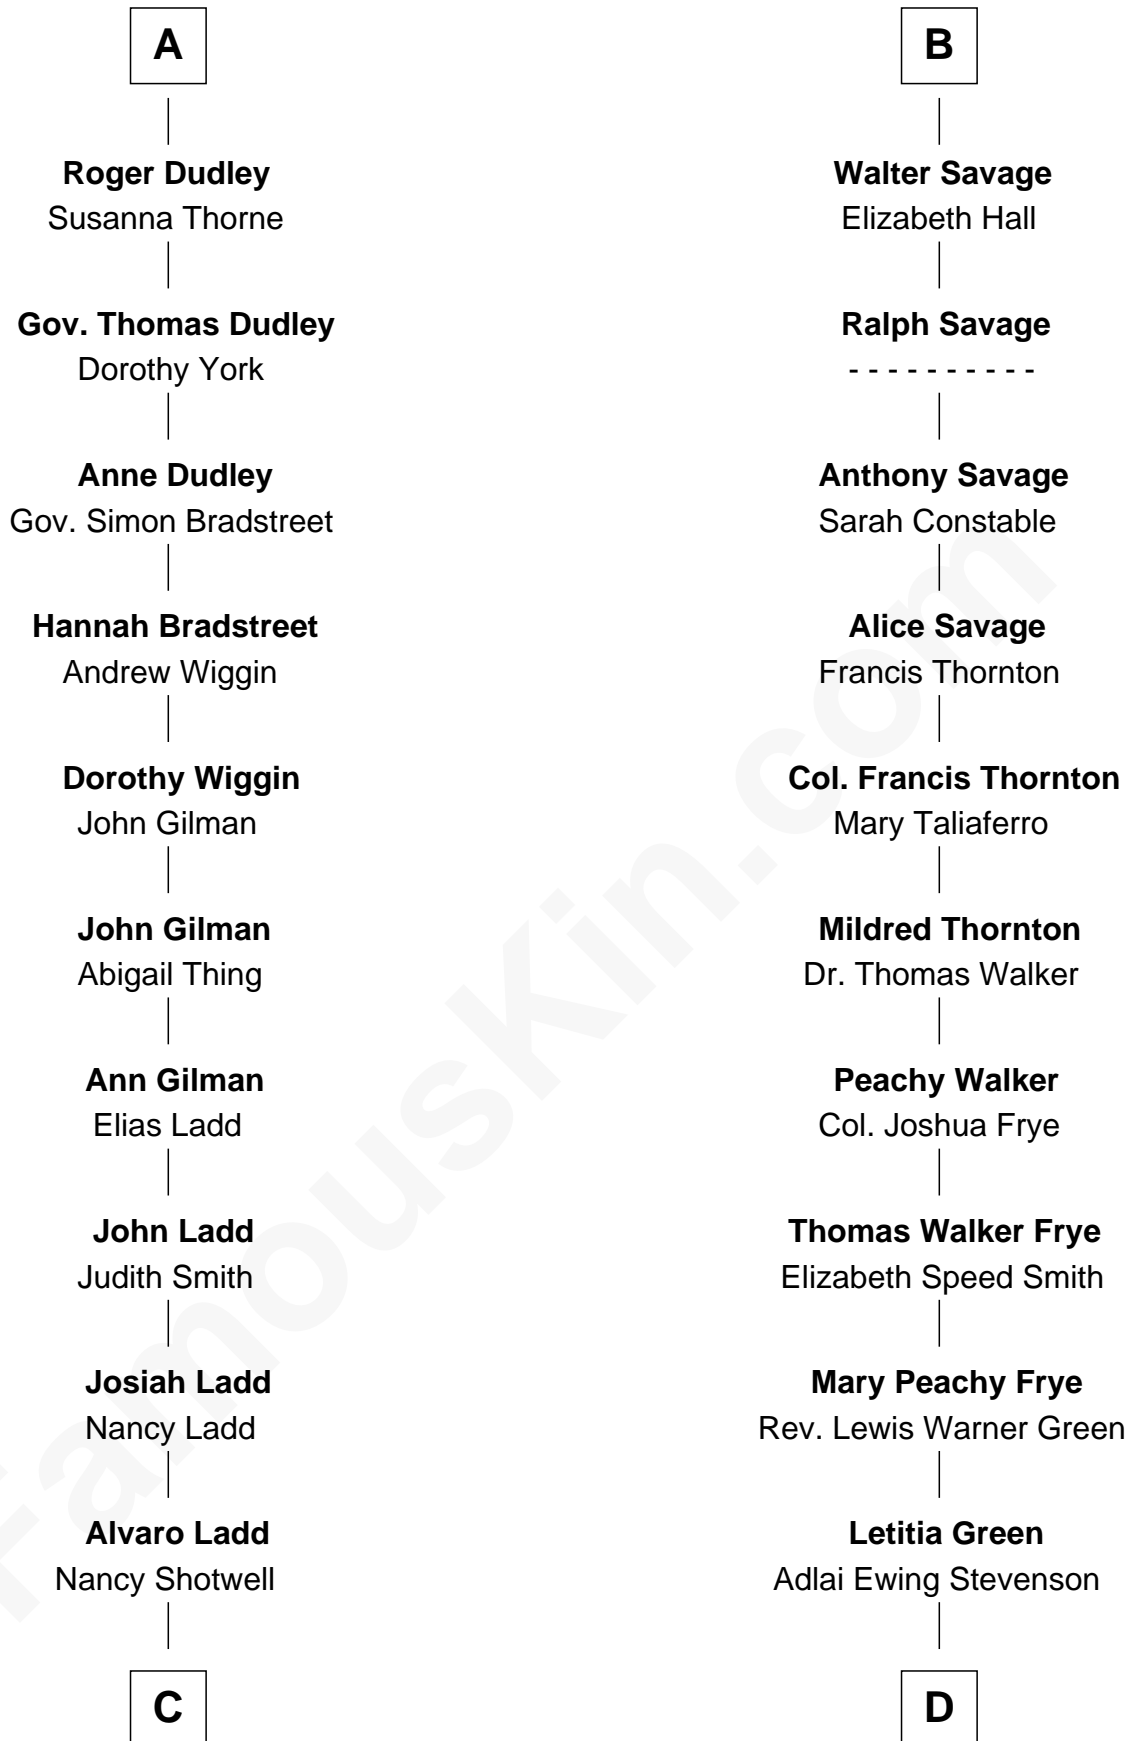 A
Roger Dudley
Susanna Thorne
Gov. Thomas Dudley
Dorothy York
Anne Dudley
Gov. Simon Bradstreet
Hannah Bradstreet
Andrew Wiggin
Dorothy Wiggin
John Gilman
John Gilman
Abigail Thing
Ann Gilman
Elias Ladd
John Ladd
Judith Smith
Josiah Ladd
Nancy Ladd
Alvaro Ladd
Nancy Shotwell
C
B
Walter Savage
Elizabeth Hall
Ralph Savage
- - - - - - - - - -
Anthony Savage
Sarah Constable
Alice Savage
Francis Thornton
Col. Francis Thornton
Mary Taliaferro
Mildred Thornton
Dr. Thomas Walker
Peachy Walker
Col. Joshua Frye
Thomas Walker Frye
Elizabeth Speed Smith
Mary Peachy Frye
Rev. Lewis Warner Green
Letitia Green
Adlai Ewing Stevenson
D
FamousKin.com